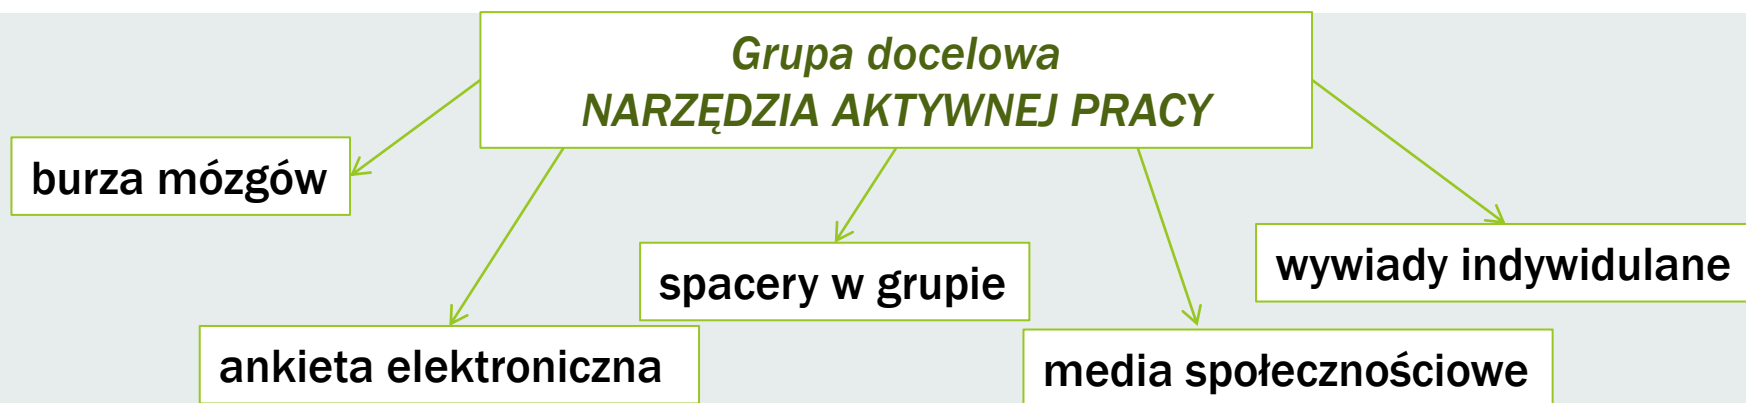 Grupa docelowa
NARZĘDZIA AKTYWNEJ PRACY
burza mózgów
ankieta elektroniczna
spacery w grupie
media społecznościowe
wywiady indywidulane